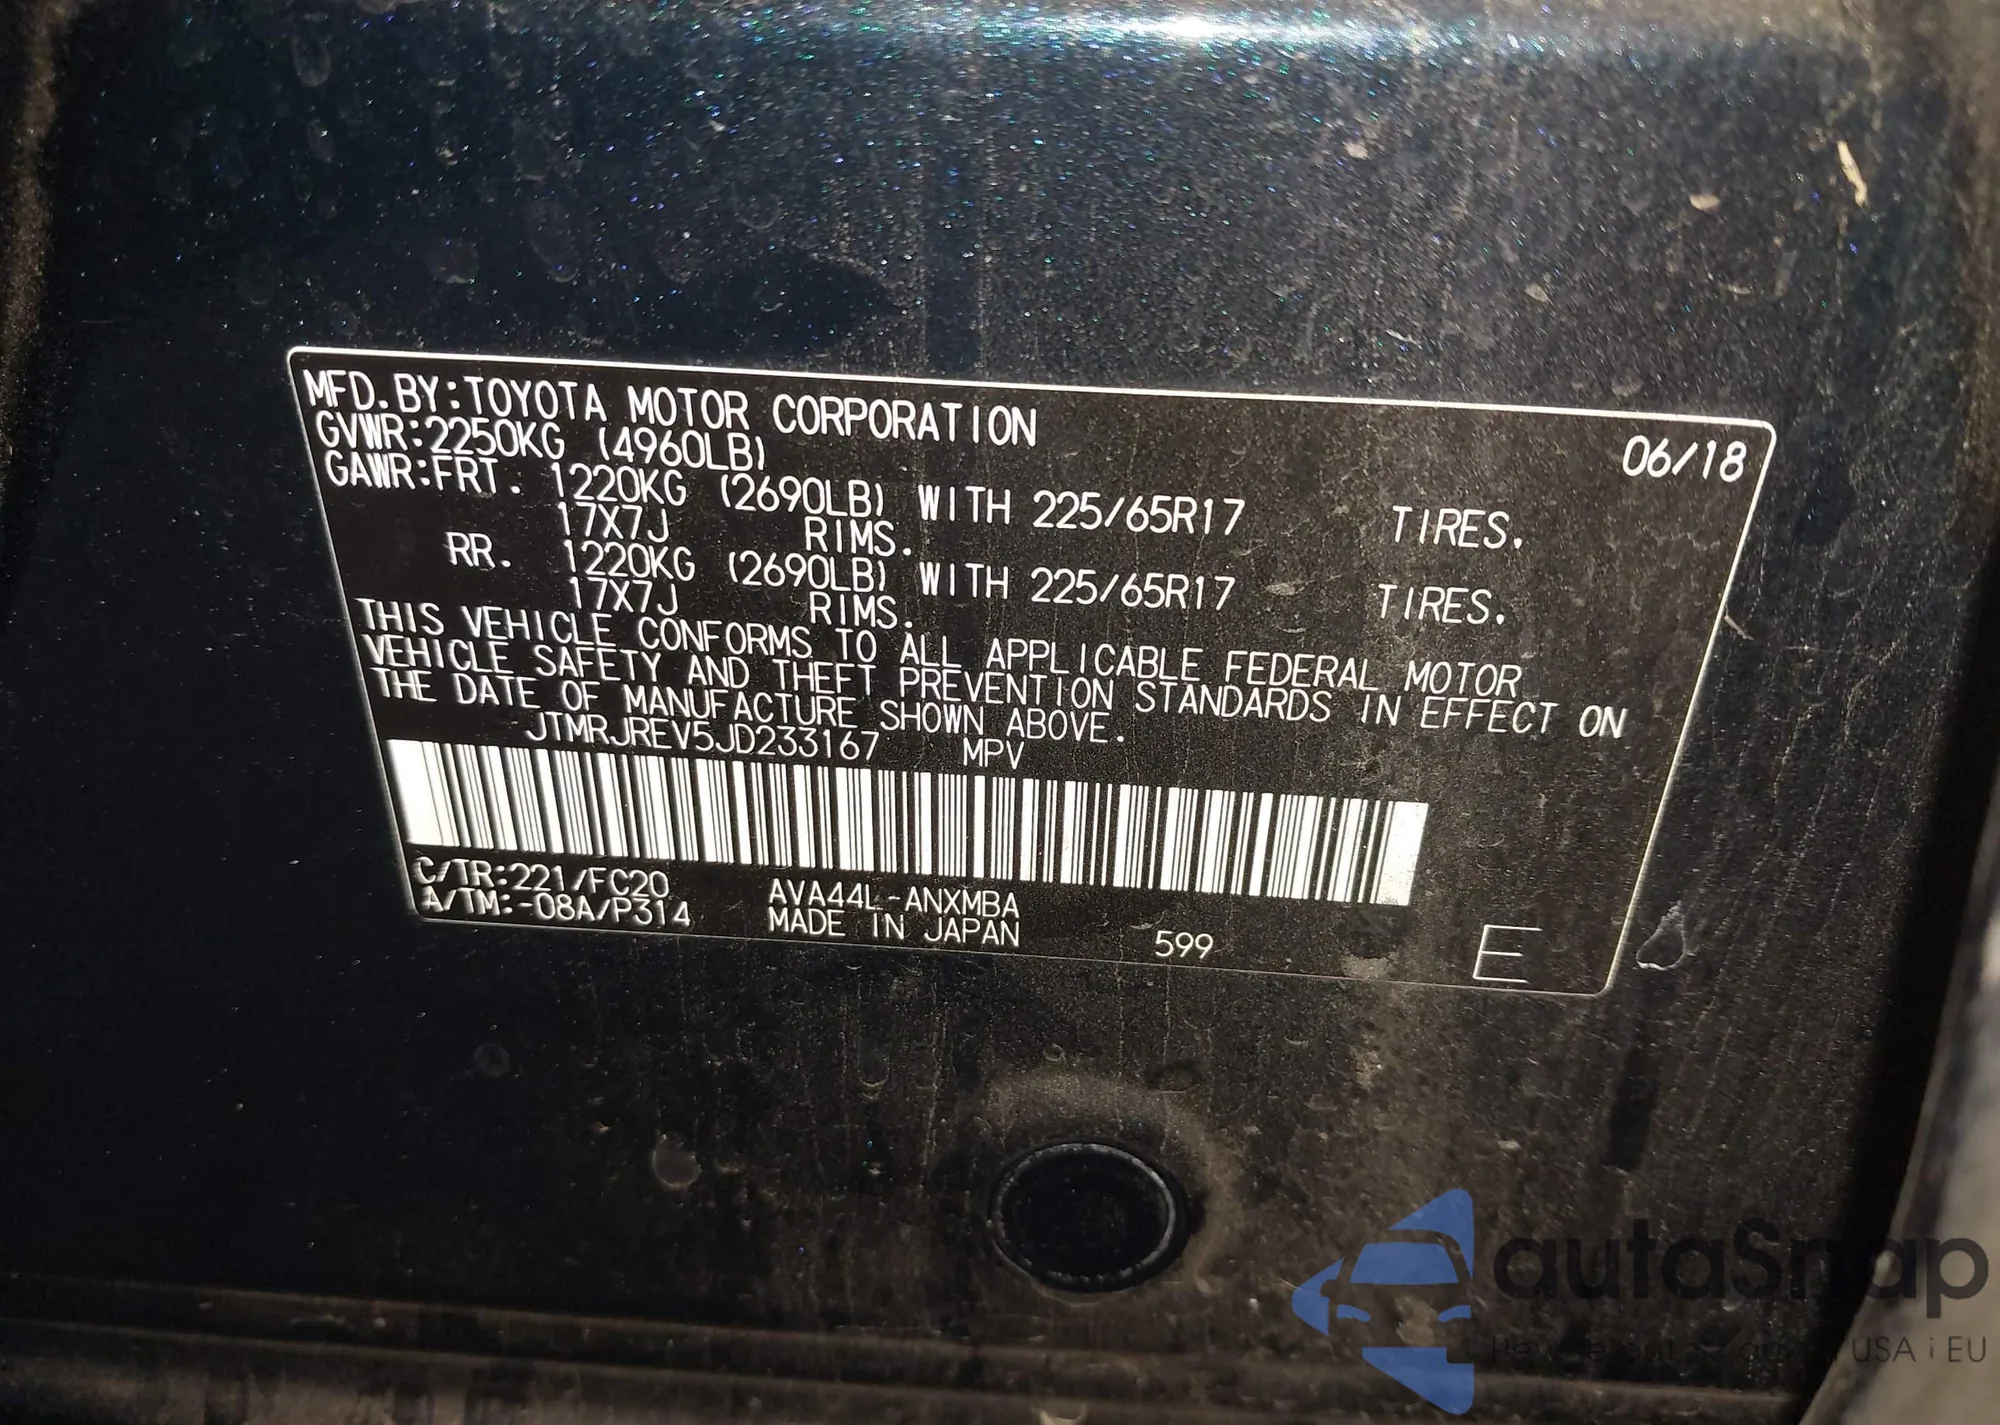 MFD.BY:TOYOTA MOTOR CORPORATION 06/18
GVWR:2250KG (4960LB)
GAWR:FRT. 1220KG (2690LB) WITH 225/65R17 TIRES.
17X7J RIMS.
RR. 1220KG (2690LB) WITH 225/65R17 TIRES.
17X7J RIMS.
THIS VEHICLE CONFORMS TO ALL APPLICABLE FEDERAL MOTOR
VEHICLE SAFETY AND THEFT PREVENTION STANDARDS IN EFFECT ON
THE DATE OF MANUFACTURE SHOWN ABOVE.
JTMRJREV5JD233167 MPV
C/TR:221/FC20 AVA44L-ANXMBA
A/TM:-08A/P314 MADE IN JAPAN 599 E
autaSnap
USA i EU